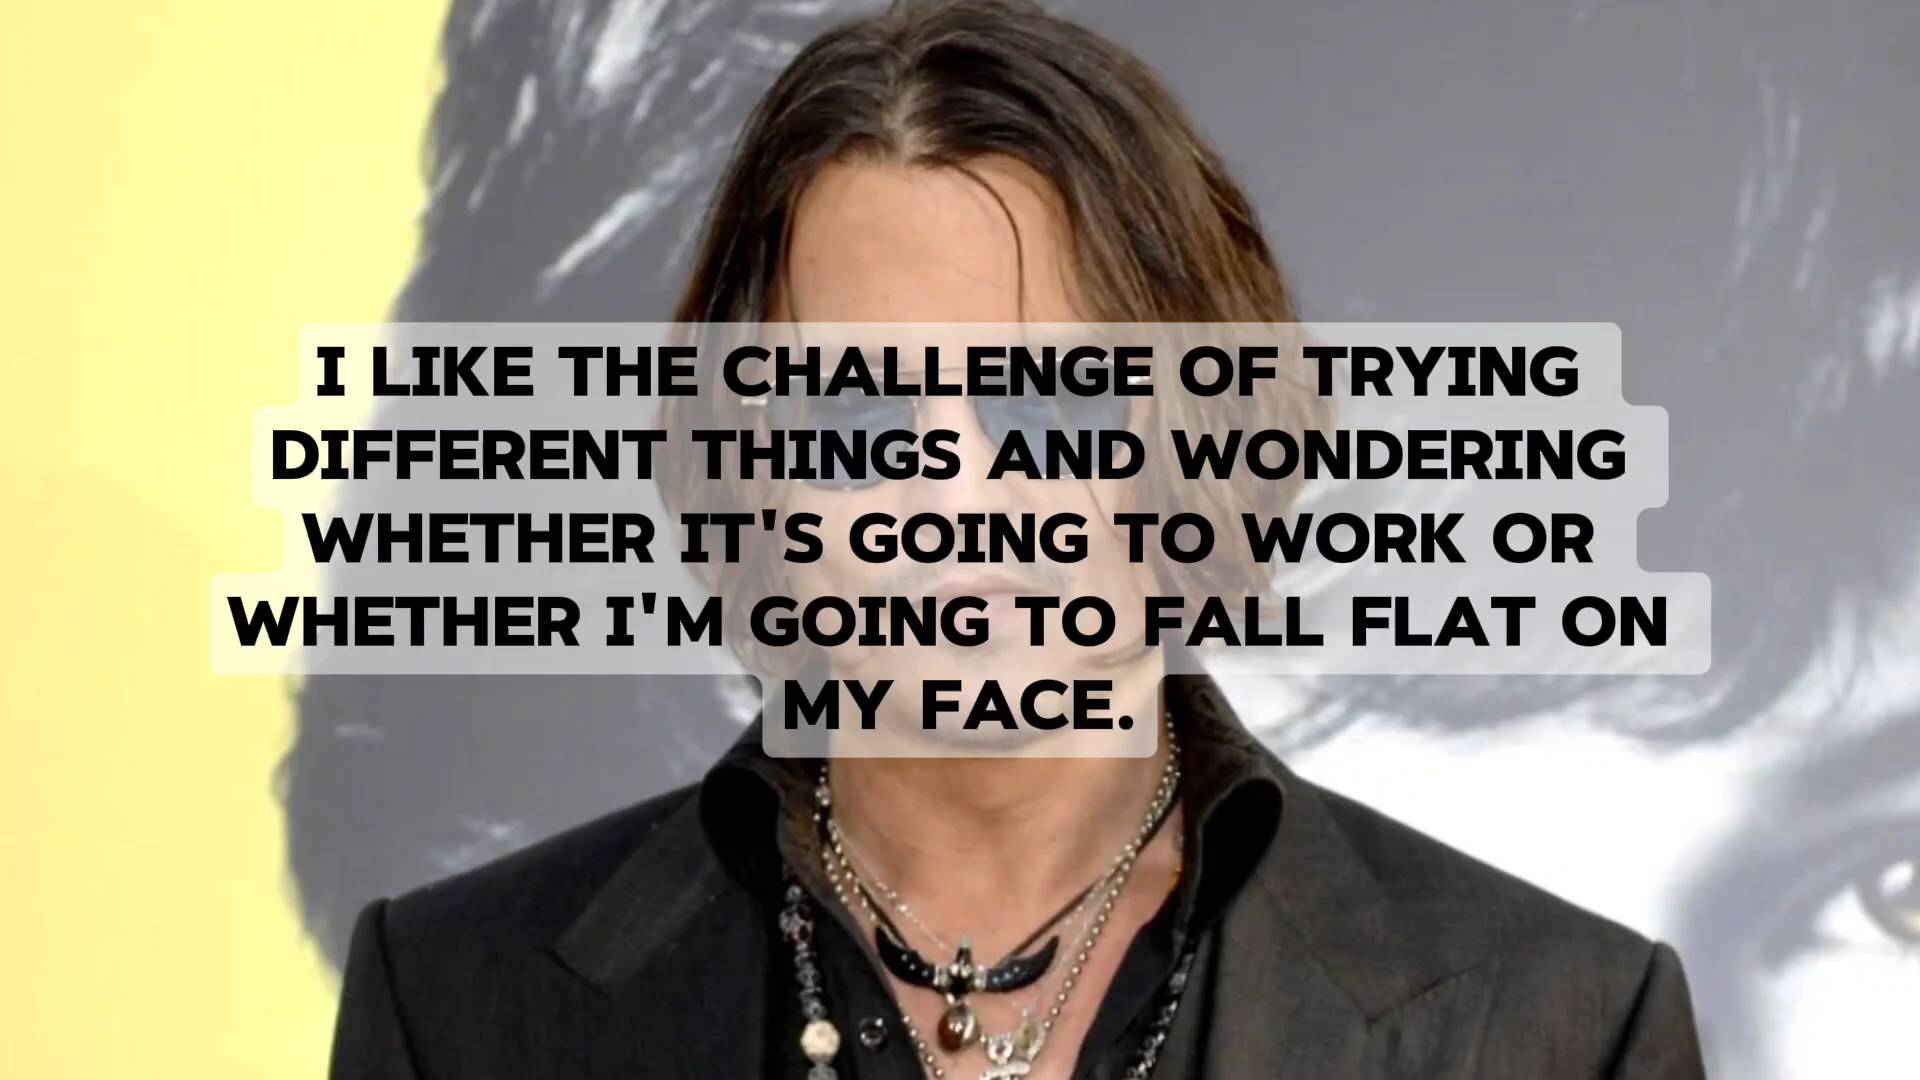 I LIKE THE CHALLENGE OF TRYING
DIFFERENT THINGS AND WONDERING
WHETHER IT'S GOING TO WORK OR
WHETHER I'M GOING TO FALL FLAT ON
MY FACE.